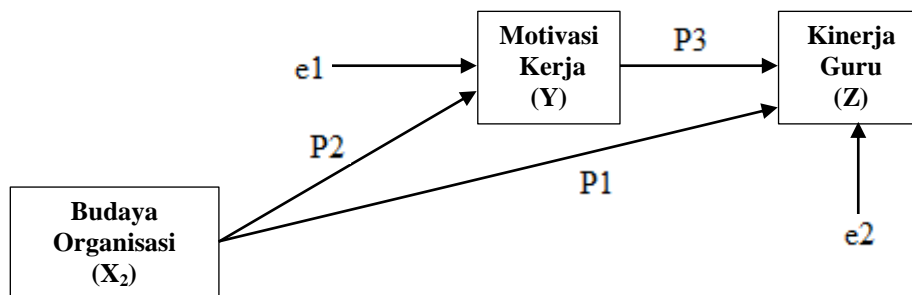 Motivasi
Kerja
(Y)
P3
Kinerja
Guru
(Z)
e1
P2
P1
Budaya
Organisasi
(X₂)
e2